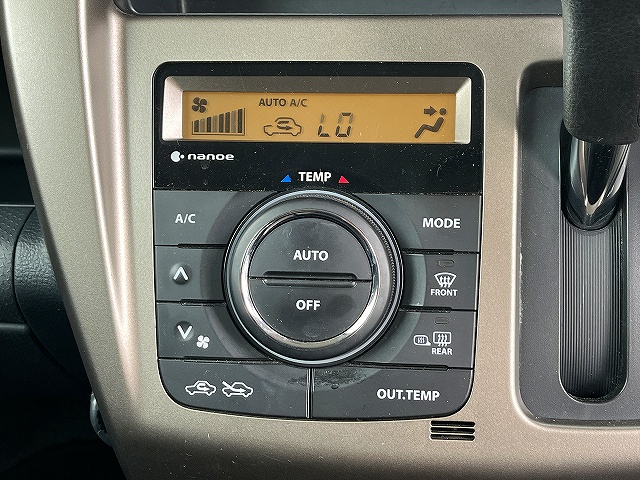 AUTO A/C
LO
nanoe
TEMP
A/C
MODE
AUTO
OFF
FRONT
REAR
OUT.TEMP